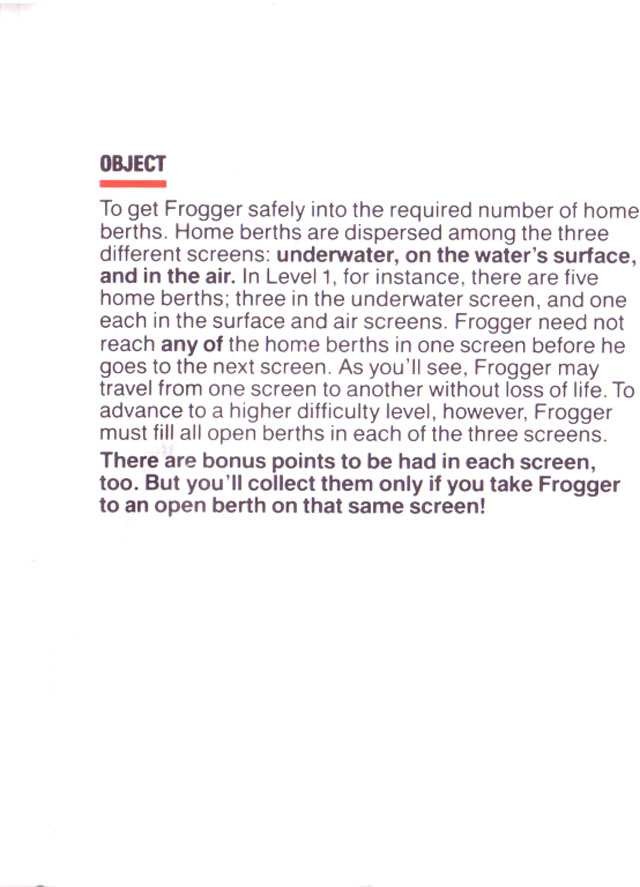 OBJECT
To get Frogger safely into the required number of home
berths. Home berths are dispersed among the three
different screens: underwater, on the water's surface,
and in the air. In Level 1, for instance, there are five
home berths; three in the underwater screen, and one
each in the surface and air screens. Frogger need not
reach any of the home berths in one screen before he
goes to the next screen. As you'll see, Frogger may
travel from one screen to another without loss of life. To
advance to a higher difficulty level, however, Frogger
must fill all open berths in each of the three screens.
There are bonus points to be had in each screen,
too. But you'll collect them only if you take Frogger
to an open berth on that same screen!